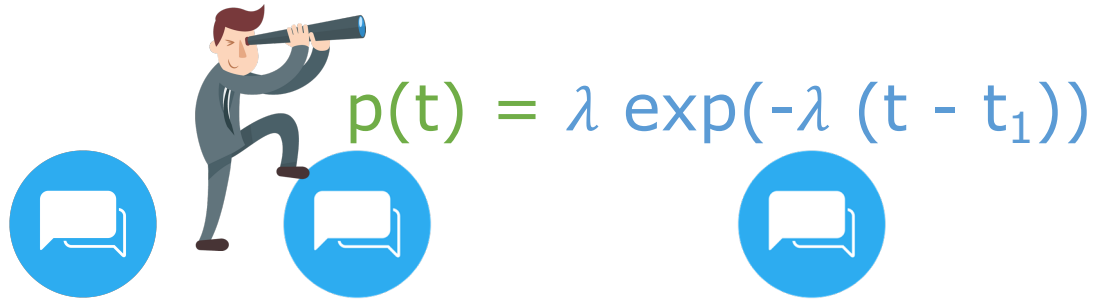 p(t) = λ exp(-λ (t - t₁))